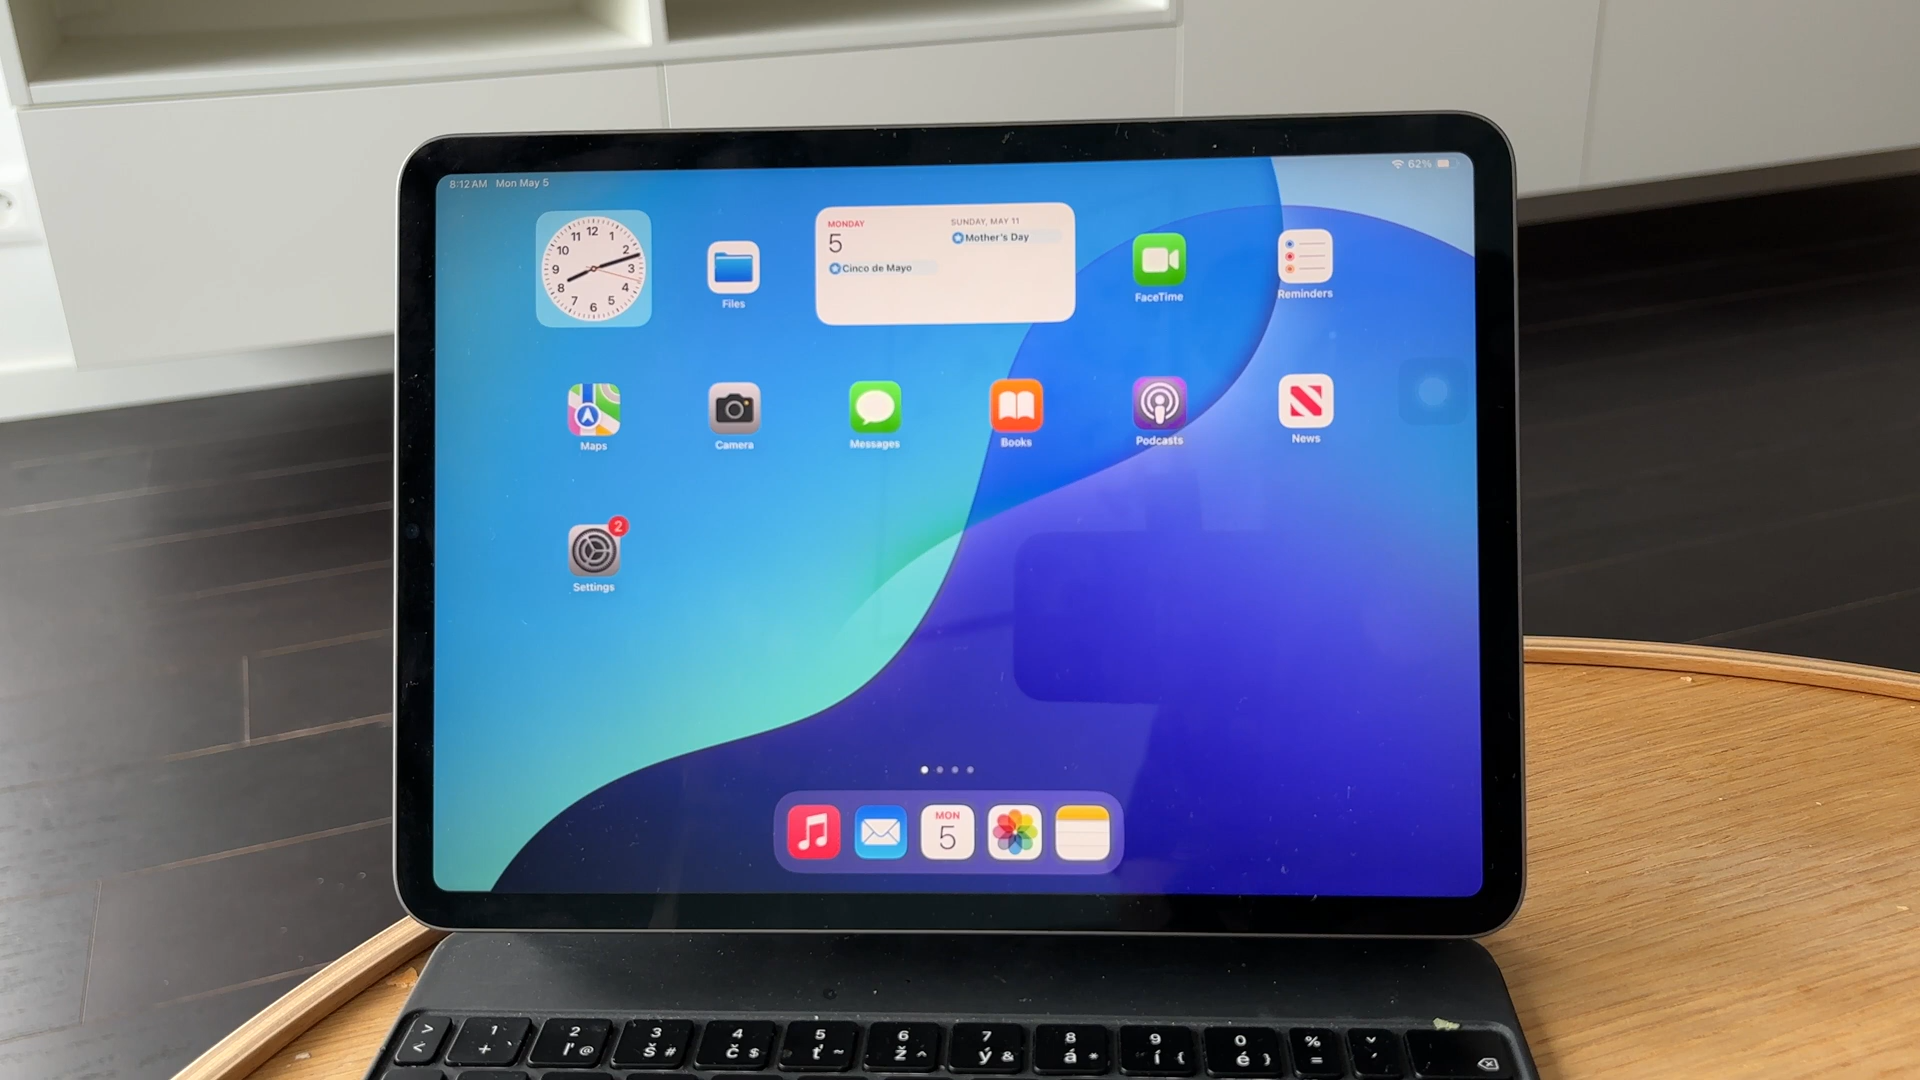 8:12 AM Mon May 5
62%
12
11 1
10 2
9 3
8 4
7 5
6
MONDAY
5
Cinco de Mayo
SUNDAY, MAY 11
Mother's Day
Files
FaceTime
Reminders
Maps
Camera
Messages
Books
Podcasts
News
2
Settings
MON
5
> 1 ` 2 3 4 5 6 7 8 9 0 % ˇ
< + ľ @ š # č $ ť ~ ž ^ ý & á * í { é } = ´